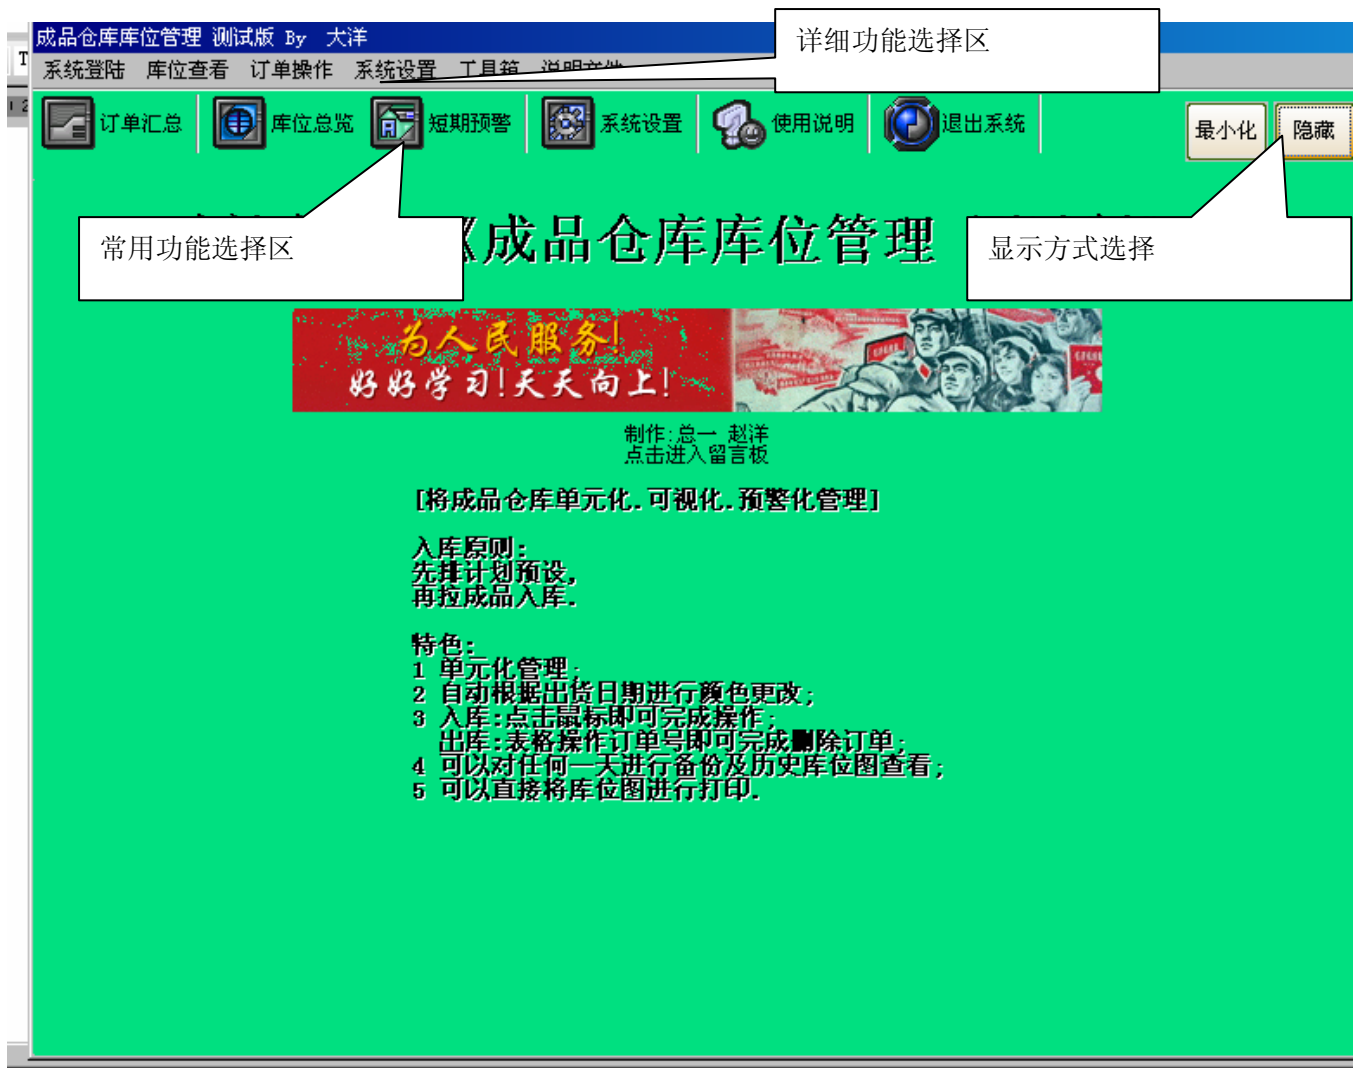 成品仓库库位管理 测试版 By 大洋
详细功能选择区
系统登陆 库位查看 订单操作 系统设置 工具箱 说明文件
订单汇总 库位总览 短期预警 系统设置 使用说明 退出系统
最小化 隐藏
常用功能选择区
《成品仓库库位管理
显示方式选择
为人民服务!
好好学习!天天向上!
制作:总一 赵洋
点击进入留言板
[将成品仓库单元化.可视化.预警化管理]
入库原则:
先排计划预设,
再拉成品入库.
特色:
1 单元化管理;
2 自动根据出货日期进行颜色更改;
3 入库:点击鼠标即可完成操作;
出库:表格操作订单号即可完成删除订单;
4 可以对任何一天进行备份及历史库位图查看;
5 可以直接将库位图进行打印.